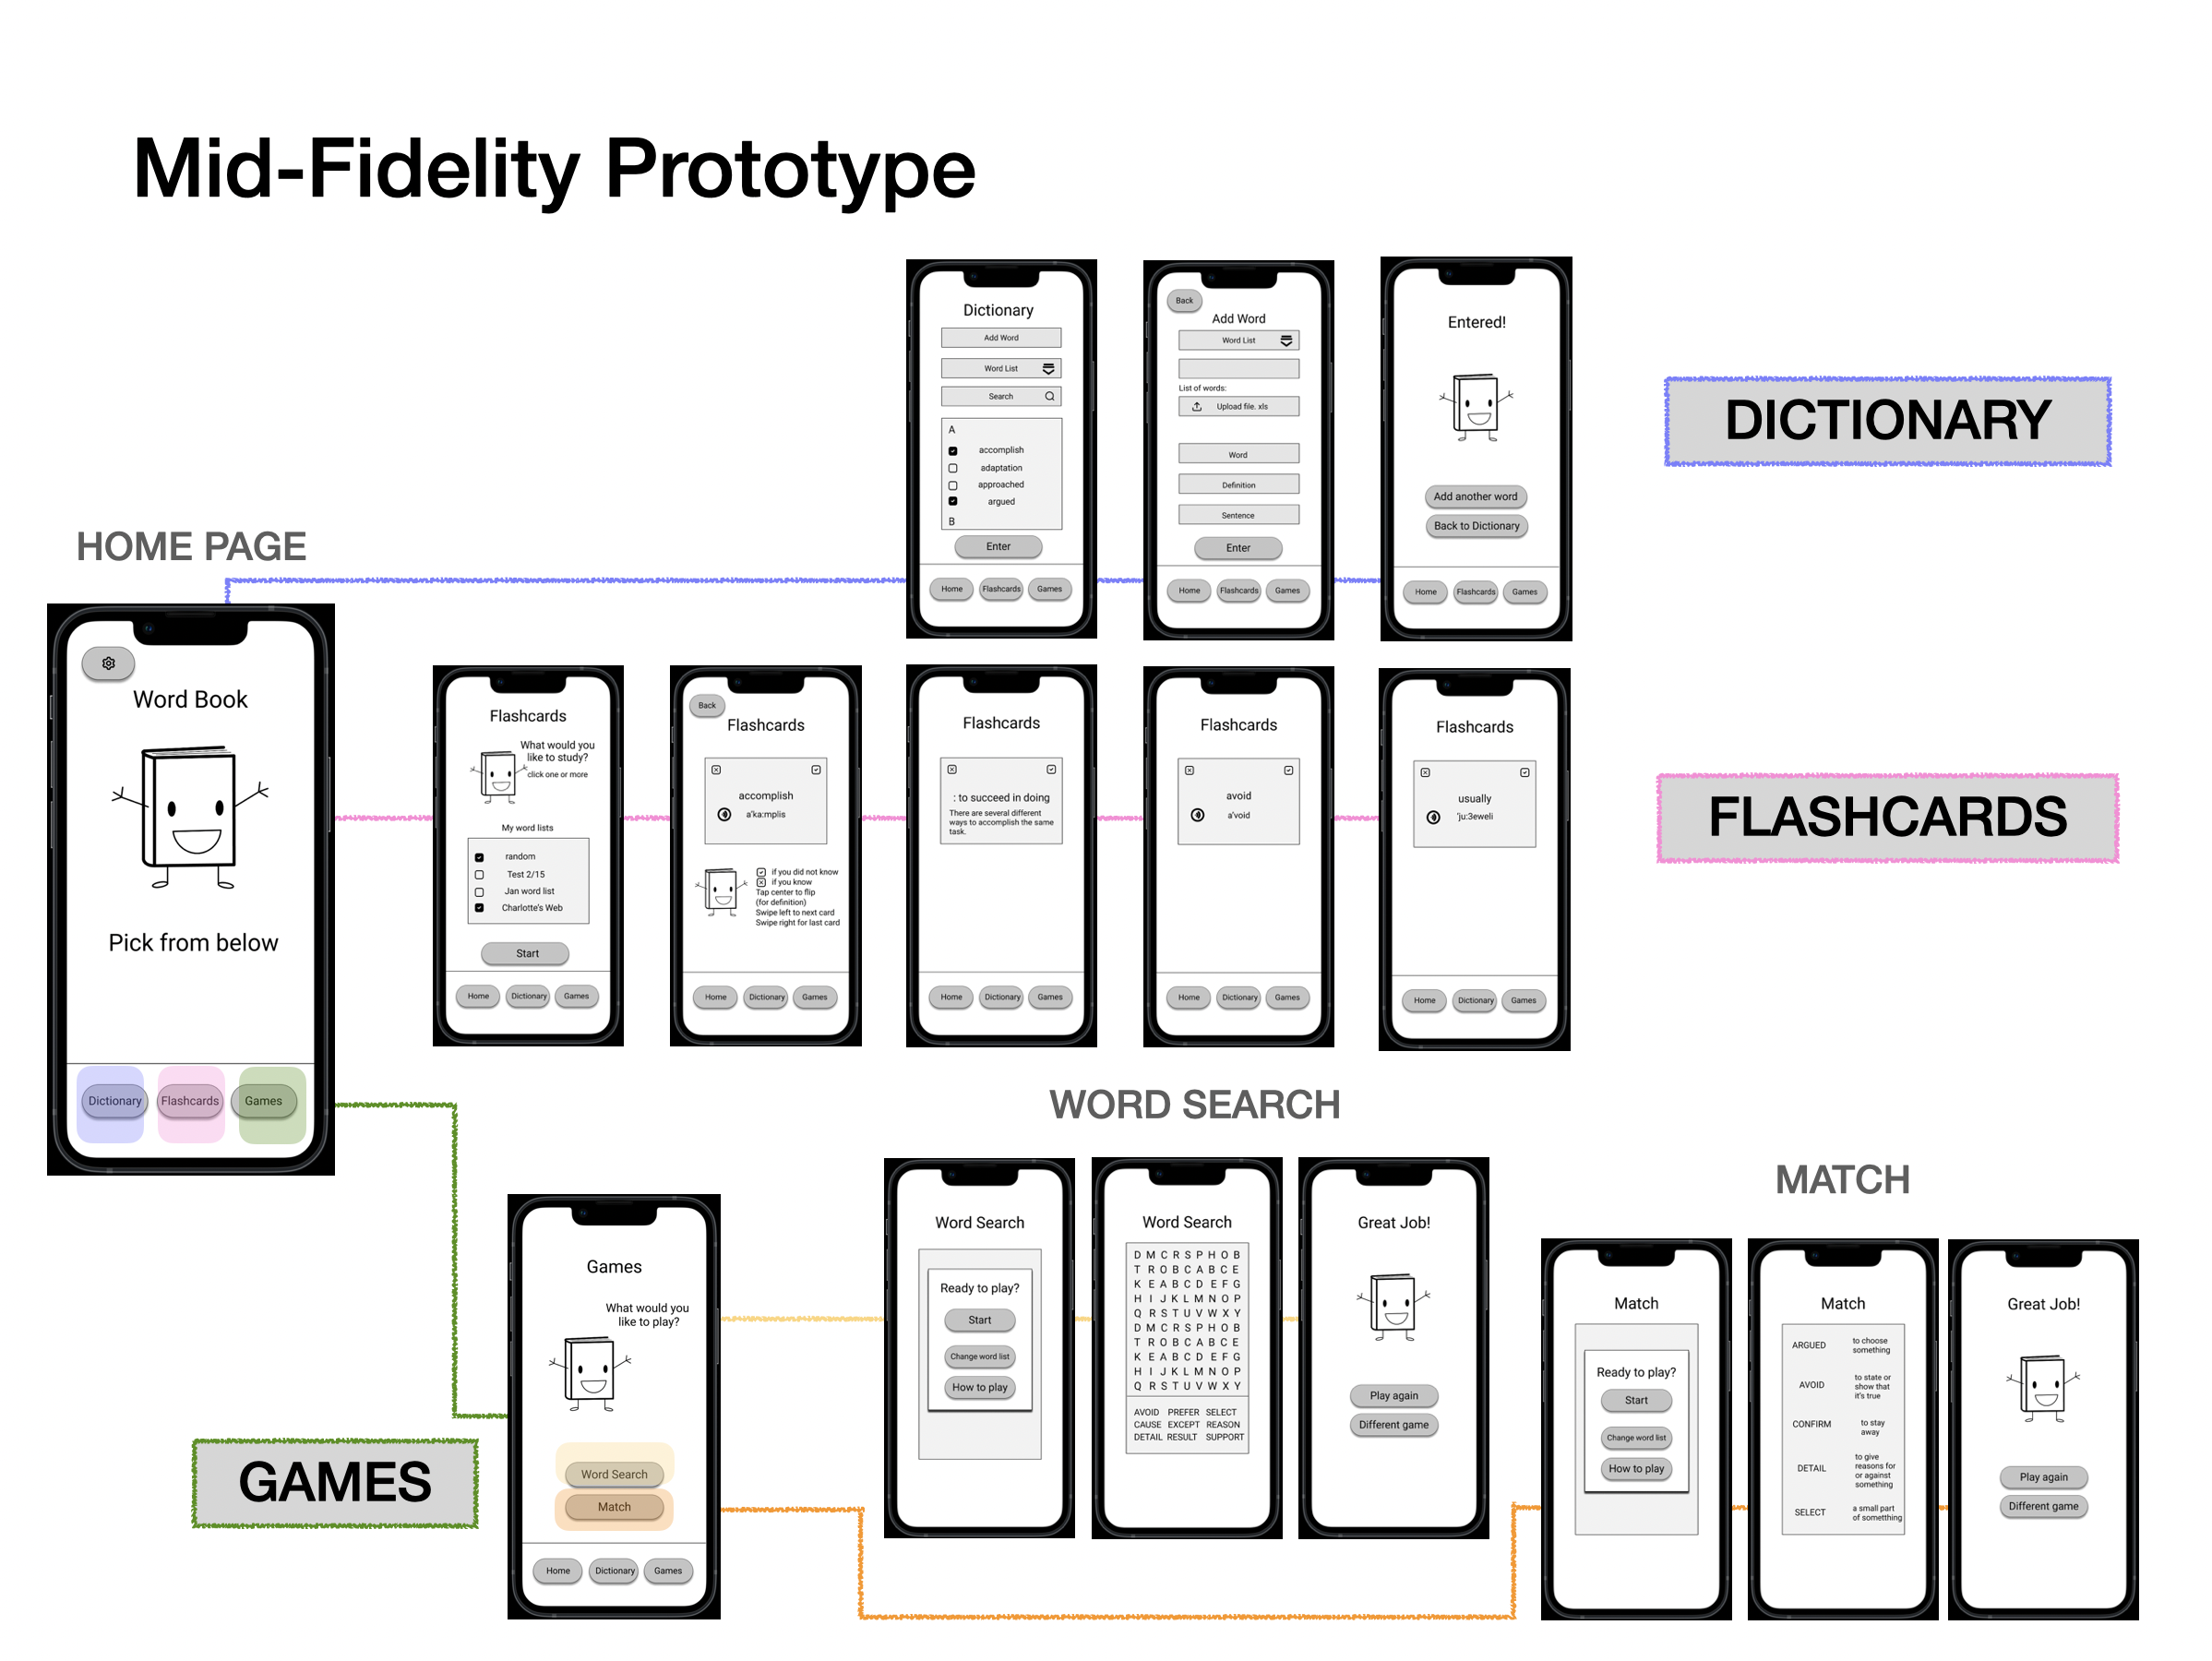 Mid-Fidelity Prototype
Dictionary
Add Word
Word List
Search
A
accomplish
adaptation
approached
argued
B
Enter
Home Flashcards Games
Back
Add Word
Word List
List of words:
Upload file. xls
Word
Definition
Sentence
Enter
Home Flashcards Games
Entered!
Add another word
Back to Dictionary
Home Flashcards Games
DICTIONARY
HOME PAGE
Word Book
Pick from below
Dictionary Flashcards Games
Flashcards
What would you
like to study?
click one or more
My word lists
random
Test 2/15
Jan word list
Charlotte's Web
Start
Home Dictionary Games
Back
Flashcards
accomplish
a'ka:mplis
if you did not know
if you know
Tap center to flip
(for definition)
Swipe left to next card
Swipe right for last card
Home Dictionary Games
Flashcards
: to succeed in doing
There are several different
ways to accomplish the same
task.
Home Dictionary Games
Flashcards
avoid
a'void
Home Dictionary Games
Flashcards
usually
'ju:3eweli
Home Dictionary Games
FLASHCARDS
GAMES
Games
What would you
like to play?
Word Search
Match
Home Dictionary Games
WORD SEARCH
Word Search
Ready to play?
Start
Change word list
How to play
Word Search
D M C R S P H O B
T R O B C A B C E
K E A B C D E F G
H I J K L M N O P
Q R S T U V W X Y
D M C R S P H O B
T R O B C A B C E
K E A B C D E F G
H I J K L M N O P
Q R S T U V W X Y
AVOID PREFER SELECT
CAUSE EXCEPT REASON
DETAIL RESULT SUPPORT
Great Job!
Play again
Different game
MATCH
Match
Ready to play?
Start
Change word list
How to play
Match
ARGUED
to choose
something
AVOID
to state or
show that
it's true
CONFIRM
to stay
away
DETAIL
to give
reasons for
or against
something
SELECT
a small part
of sometthing
Great Job!
Play again
Different game